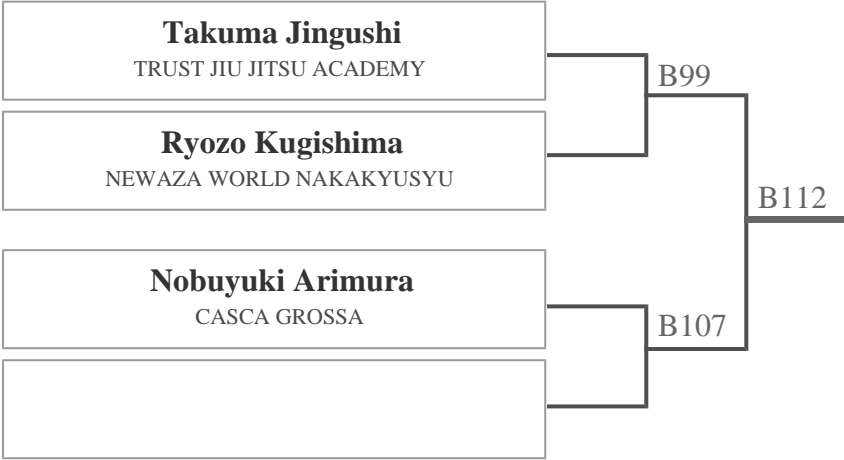 Takuma Jingushi
TRUST JIU JITSU ACADEMY
B99
Ryozo Kugishima
NEWAZA WORLD NAKAKYUSYU
B112
Nobuyuki Arimura
CASCA GROSSA
B107